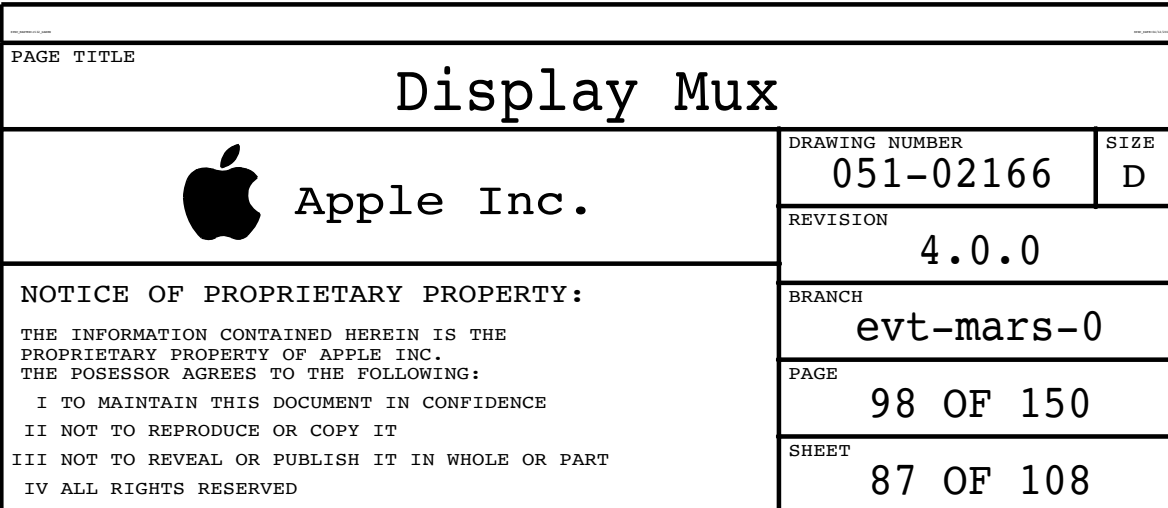 PAGE TITLE
Display Mux
Apple Inc.
DRAWING NUMBER
051-02166
SIZE
D
REVISION
4.0.0
NOTICE OF PROPRIETARY PROPERTY:
THE INFORMATION CONTAINED HEREIN IS THE
PROPRIETARY PROPERTY OF APPLE INC.
THE POSESSOR AGREES TO THE FOLLOWING:
I TO MAINTAIN THIS DOCUMENT IN CONFIDENCE
II NOT TO REPRODUCE OR COPY IT
III NOT TO REVEAL OR PUBLISH IT IN WHOLE OR PART
IV ALL RIGHTS RESERVED
BRANCH
evt-mars-0
PAGE
98 OF 150
SHEET
87 OF 108